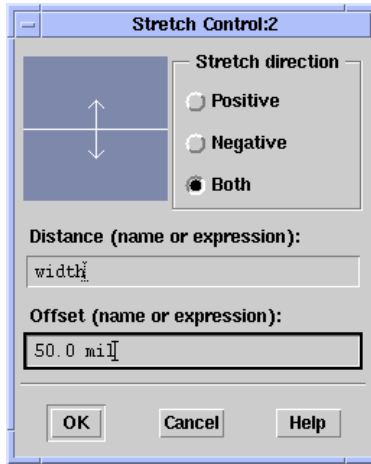 Stretch Control:2
Stretch direction
Positive
Negative
Both
Distance (name or expression):
width
Offset (name or expression):
50.0 mil
OK Cancel Help